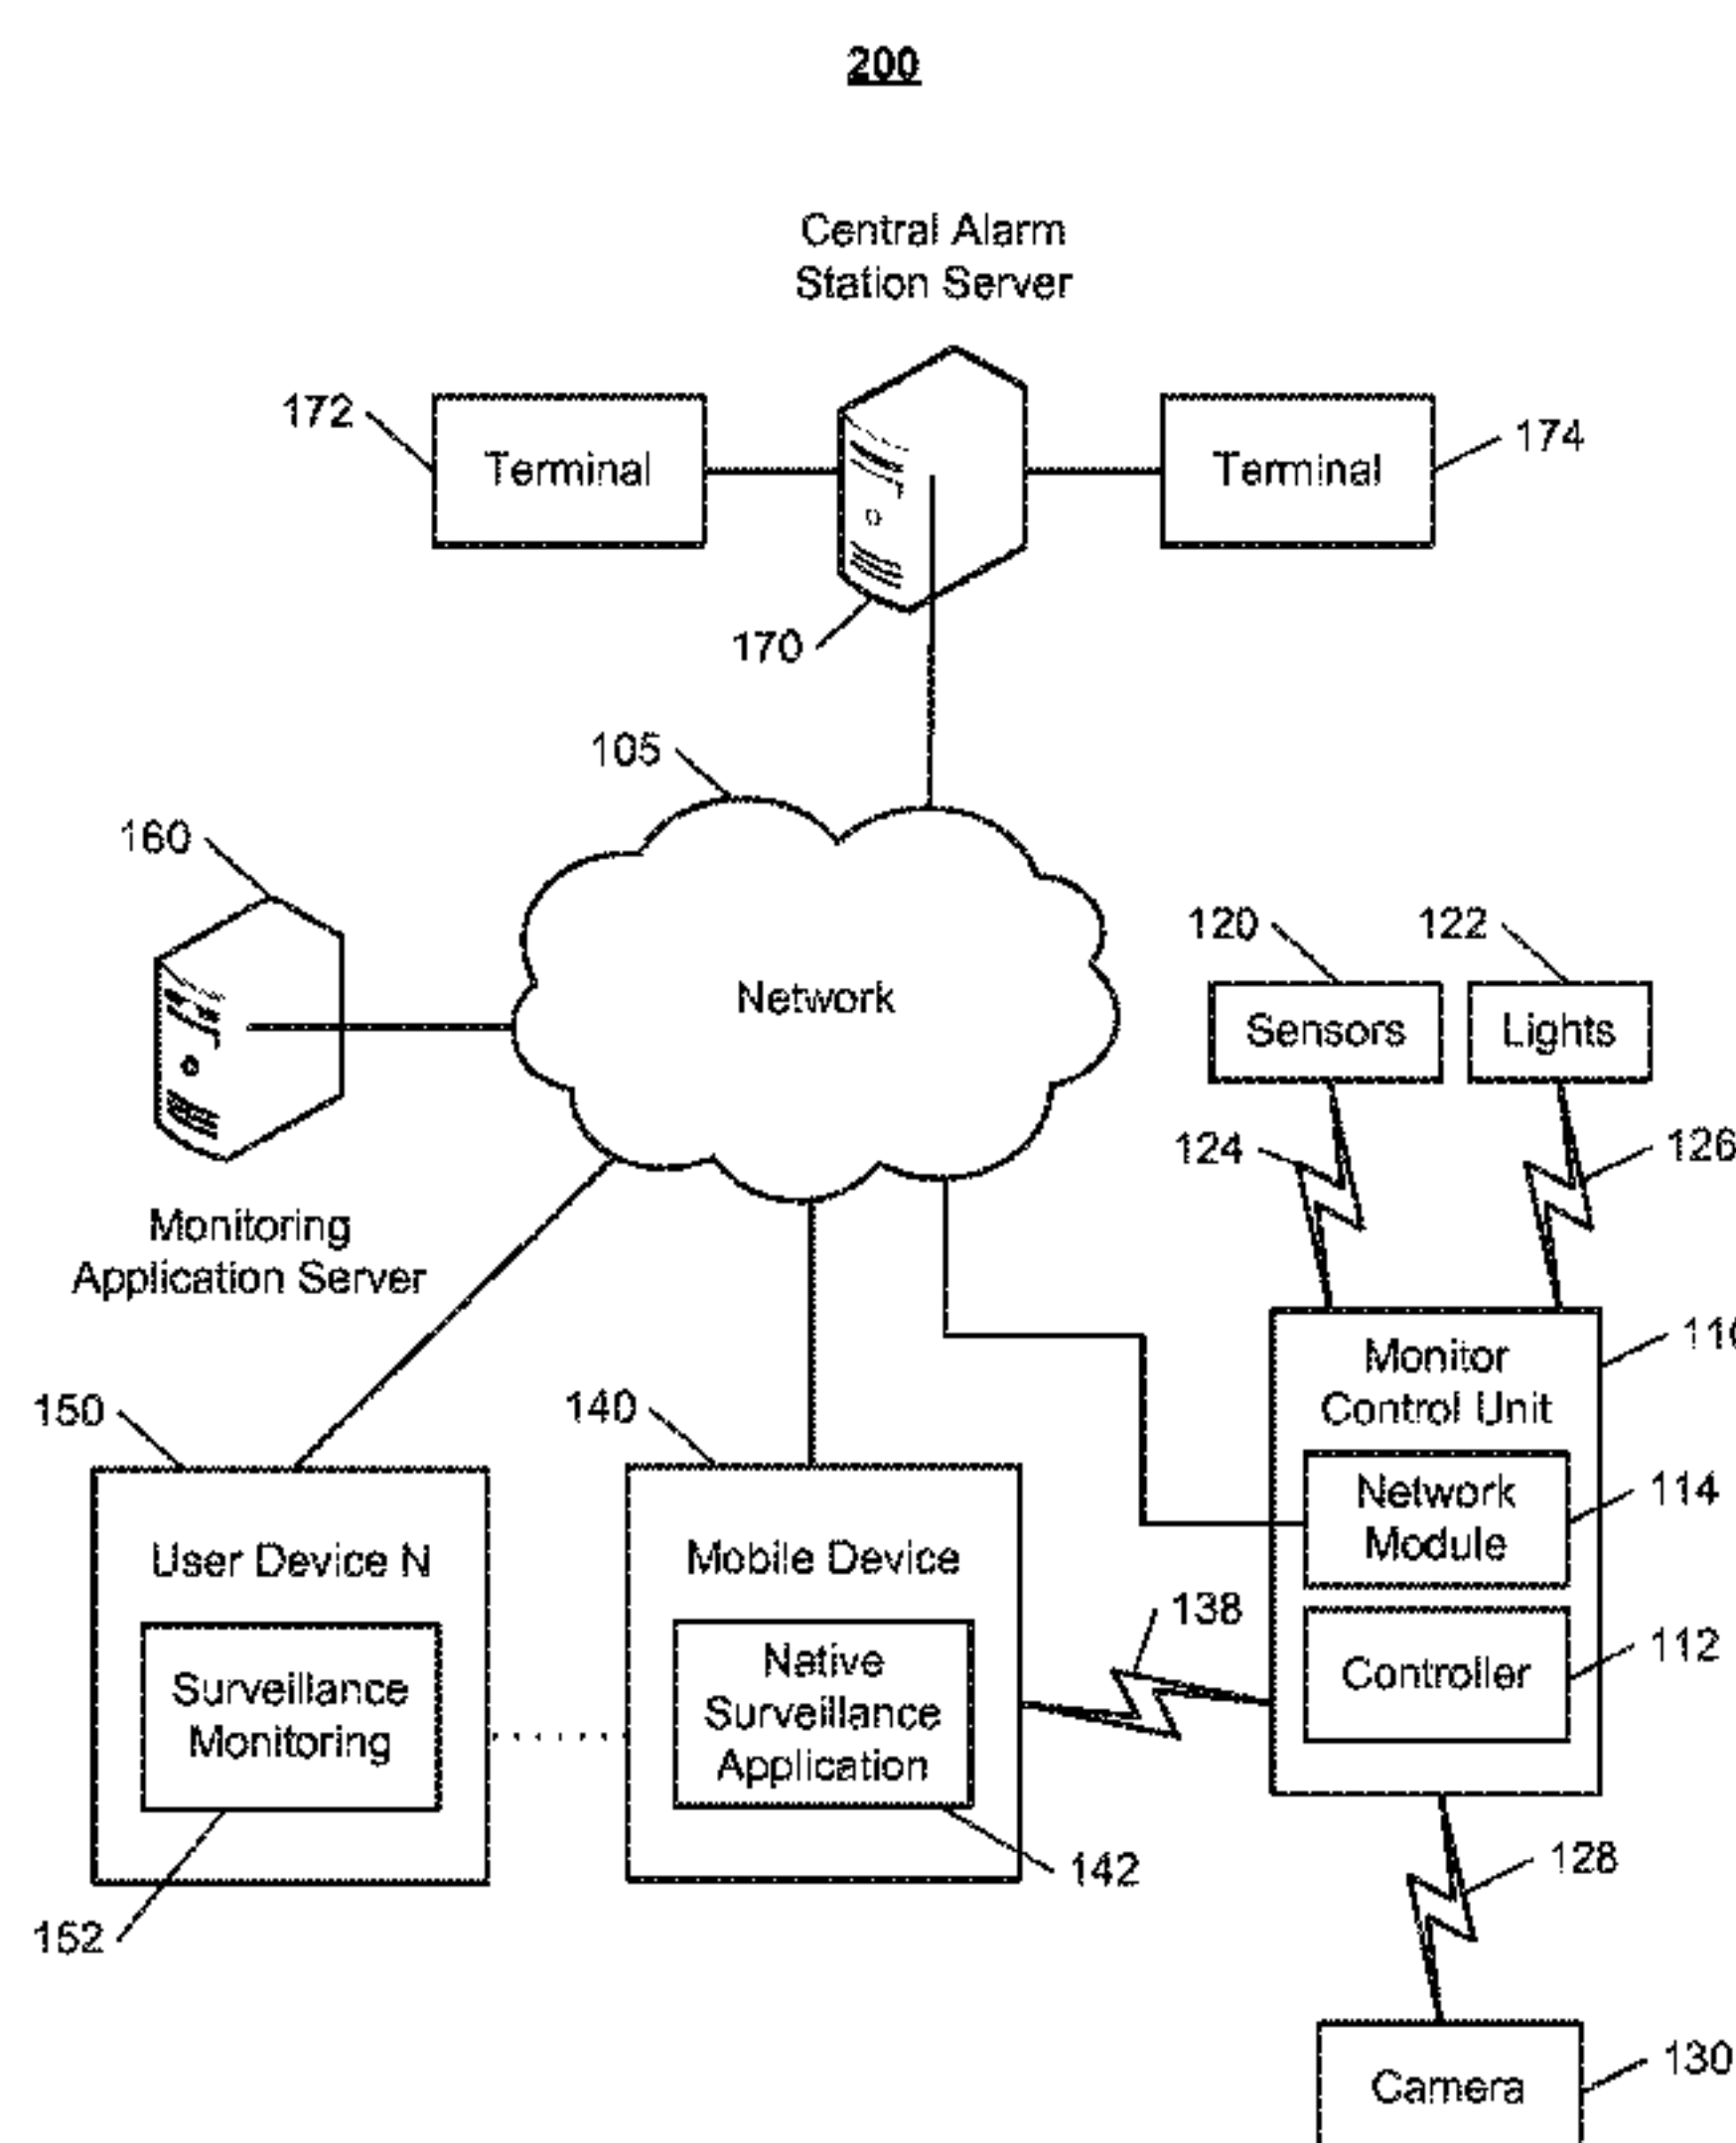 200
Central Alarm
Station Server
172
Terminal
Terminal
174
170
105
160
Network
120
122
Sensors
Lights
124
126
Monitoring
Application Server
Monitor
Control Unit
150
140
Network
Module
114
User Device N
Mobile Device
138
Controller
112
Surveillance
Monitoring
Native
Surveillance
Application
142
128
152
Camera
130